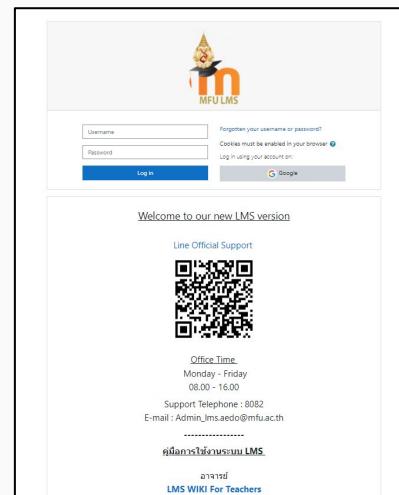 MFU LMS
Username
Password
Log in
Forgotten your username or password?
Cookies must be enabled in your browser
Log in using your account on:
Google
Welcome to our new LMS version
Line Official Support
Office Time
Monday - Friday
08.00 - 16.00
Support Telephone : 8082
E-mail : Admin_lms.aedo@mfu.ac.th
----------------
คู่มือการใช้งานระบบ LMS
อาจารย์
LMS WIKI For Teachers